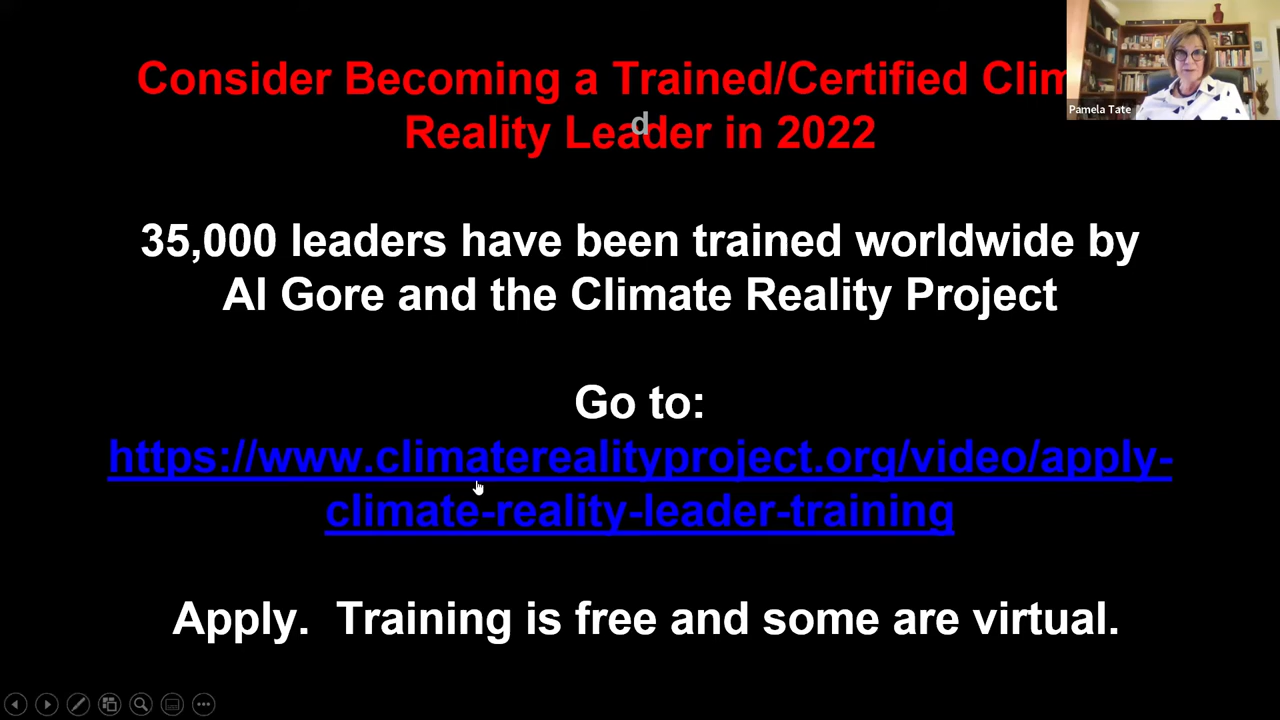 Consider Becoming a Trained/Certified Clim
Pamela Tate
d
Reality Leader in 2022
35,000 leaders have been trained worldwide by
Al Gore and the Climate Reality Project
Go to:
https://www.climaterealityproject.org/video/apply-
climate-reality-leader-training
Apply.  Training is free and some are virtual.